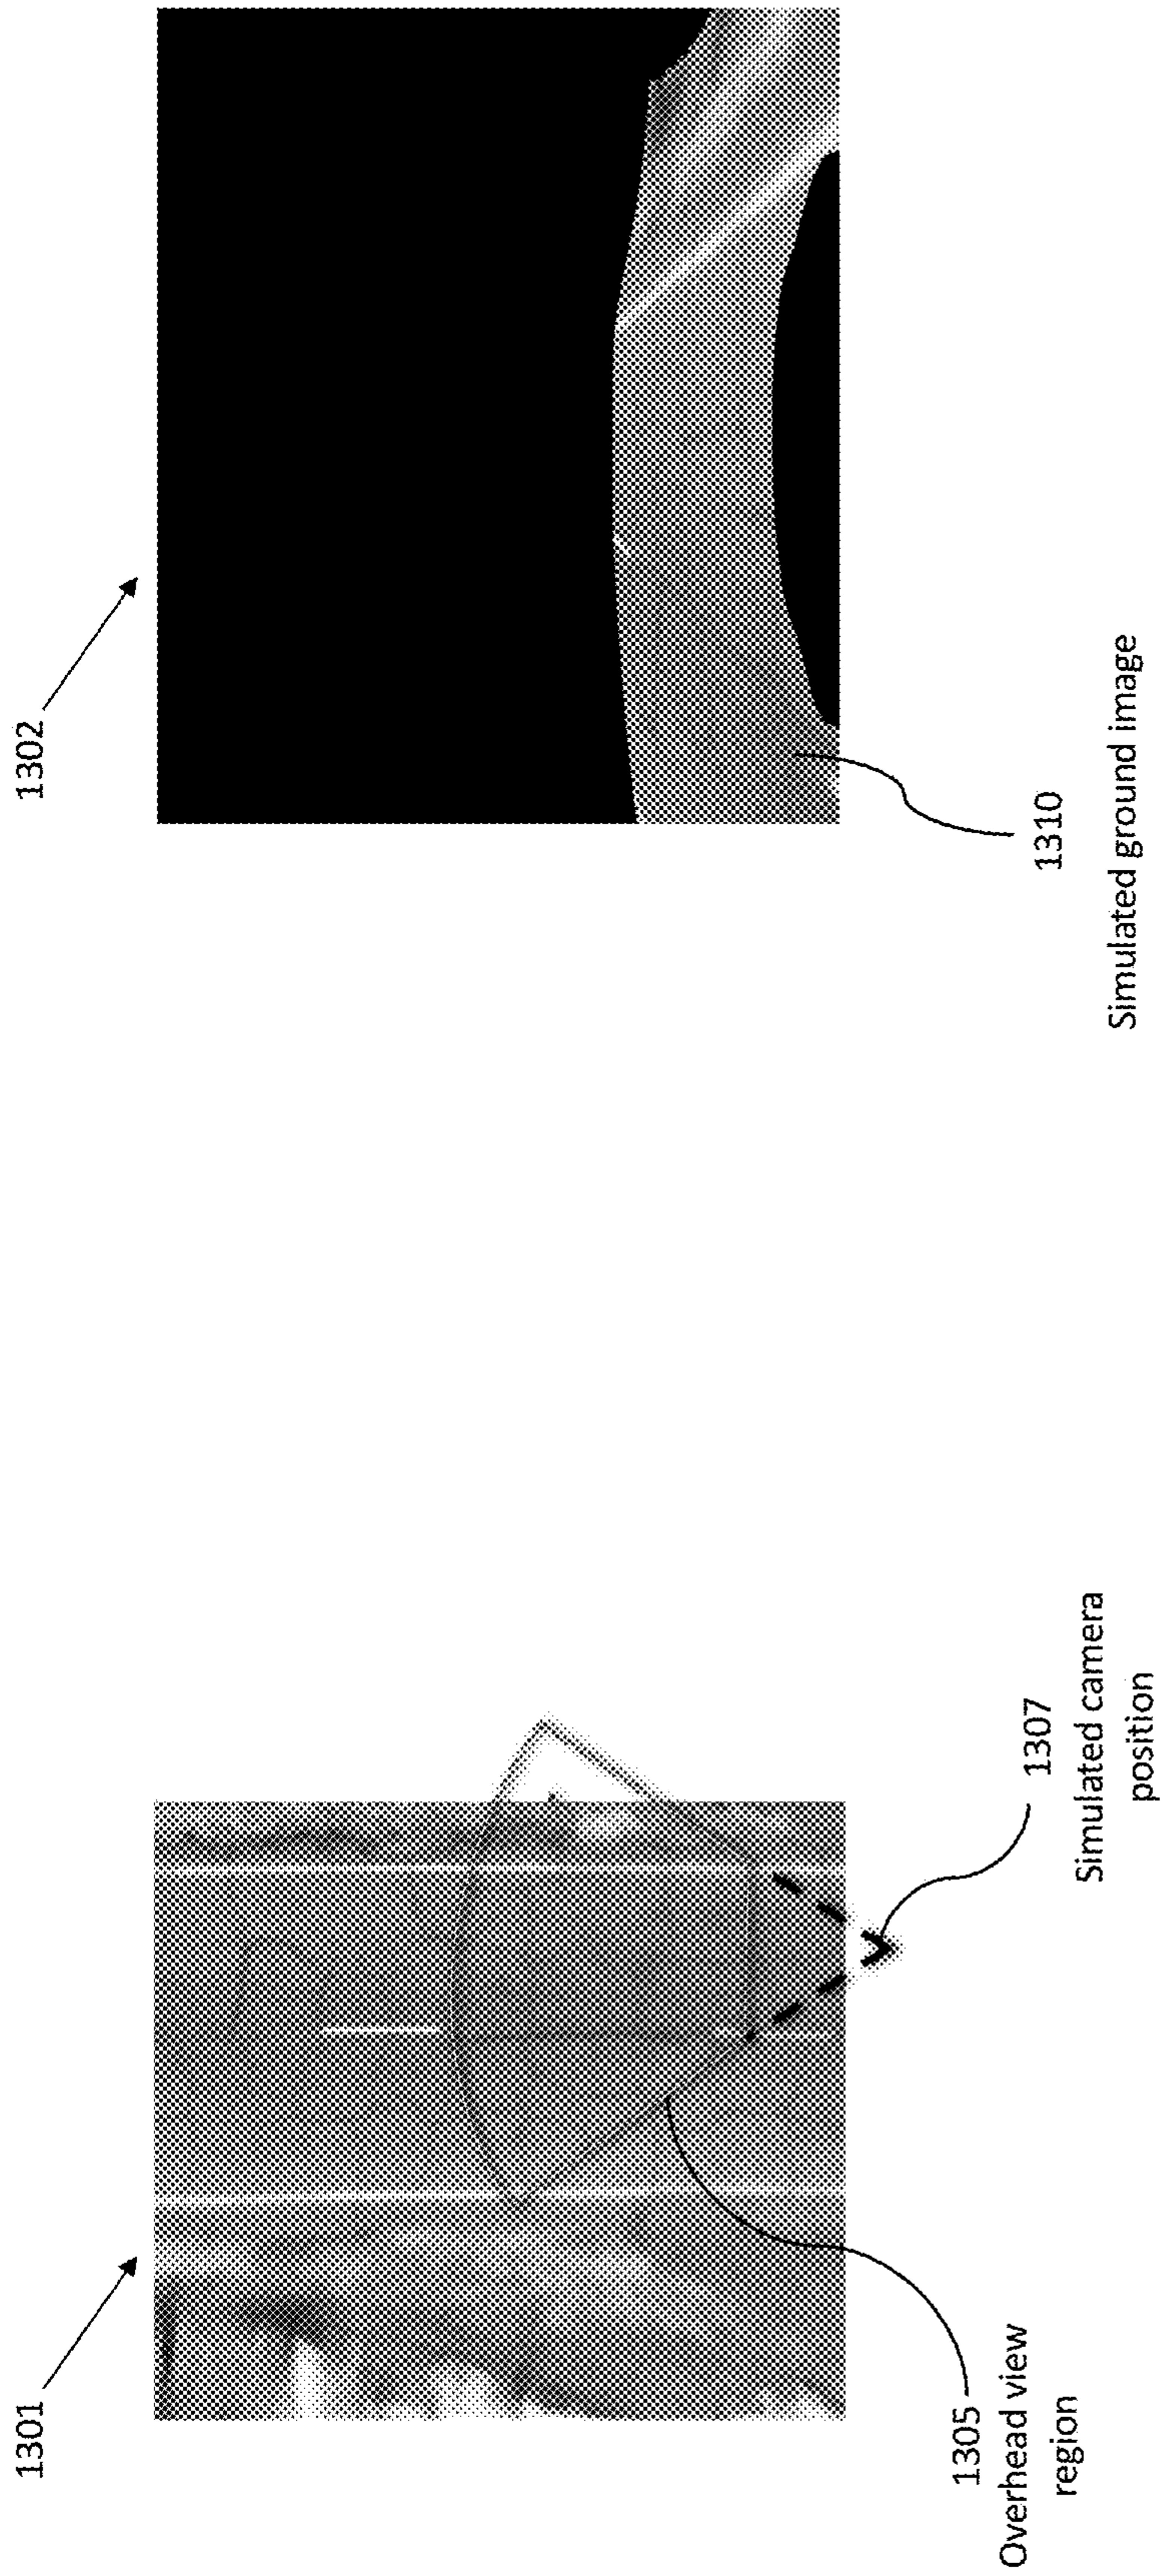 1301
1305
Overhead view
region
1307
Simulated camera
position
1302
1310
Simulated ground image